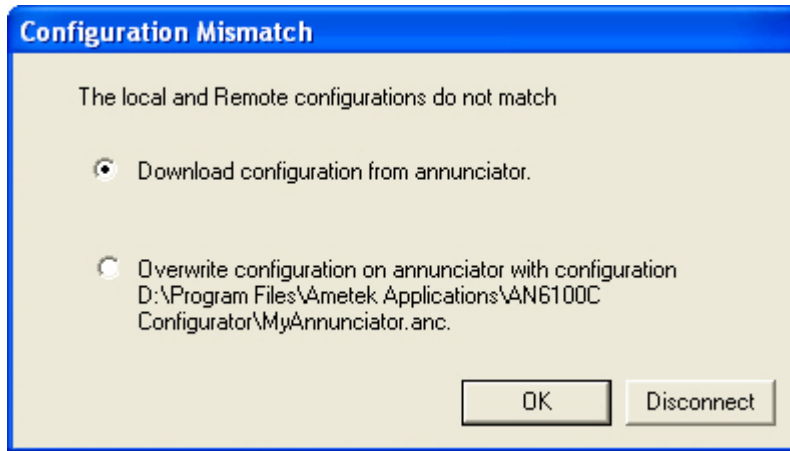 Configuration Mismatch
The local and Remote configurations do not match
Download configuration from annunciator.
Overwrite configuration on annunciator with configuration
D:\Program Files\Ametek Applications\AN6100C
Configurator\MyAnnunciator.anc.
OK
Disconnect